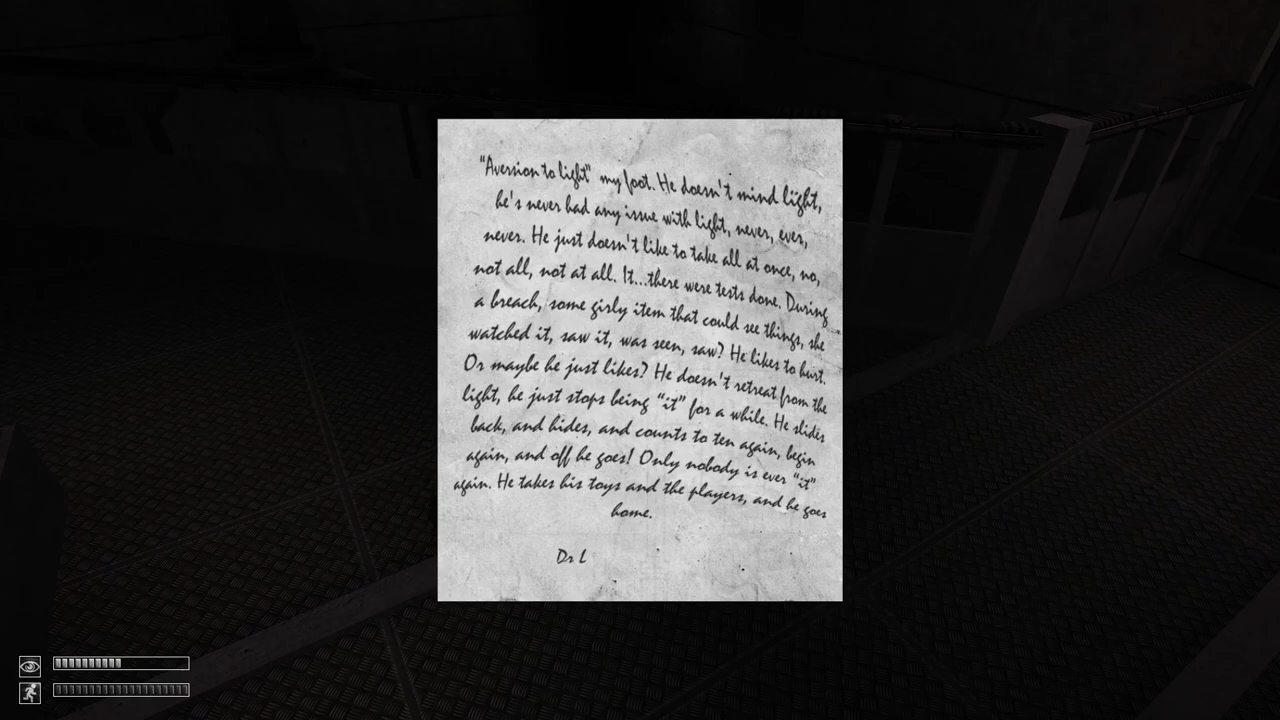 "Aversion to light" my foot. He doesn't mind light,
he's never had any issue with light, never, ever,
never. He just doesn't like to take all at once, no,
not all, not at all. It...there were tests done. During
a breach, some girly item that could see things, she
watched it, saw it, was seen, saw? He likes to hurt.
Or maybe he just likes? He doesn't retreat from the
light, he just stops being "it" for a while. He slides
back, and hides, and counts to ten again, begin
again, and off he goes! Only nobody is ever "it"
again. He takes his toys and the players, and he goes
home.
Dr L